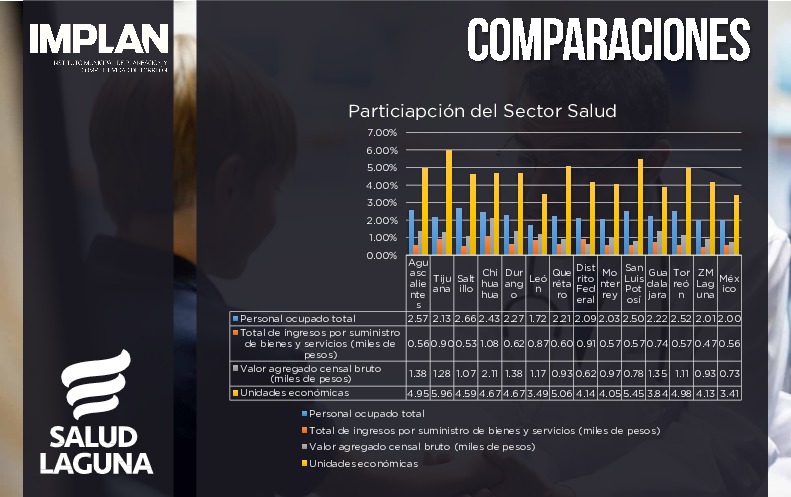 IMPLAN
INSTITUTO MUNICIPAL DE PLANEACIÓN Y
COMPETITIVIDAD DE TORREÓN
COMPARACIONES
Particiapción del Sector Salud
7.00%
6.00%
5.00%
4.00%
3.00%
2.00%
1.00%
0.00%
Aguascalientes Tijuana Saltillo Chihuahua Durango León Querétaro Distrito Federal Monterrey San Luis Potosí Guadalajara Torreón ZM Laguna México
Personal ocupado total 2.57 2.13 2.66 2.43 2.27 1.72 2.21 2.09 2.03 2.50 2.22 2.52 2.01 2.00
Total de ingresos por suministro
de bienes y servicios (miles de
pesos)
0.56 0.90 0.53 1.08 0.62 0.87 0.60 0.91 0.57 0.57 0.74 0.57 0.47 0.56
Valor agregado censal bruto
(miles de pesos)
1.38 1.28 1.07 2.11 1.38 1.17 0.93 0.62 0.97 0.78 1.35 1.11 0.93 0.73
Unidades económicas 4.95 5.96 4.59 4.67 4.67 3.49 5.06 4.14 4.05 5.45 3.84 4.98 4.13 3.41
Personal ocupado total
Total de ingresos por suministro de bienes y servicios (miles de pesos)
Valor agregado censal bruto (miles de pesos)
Unidades económicas
SALUD
LAGUNA